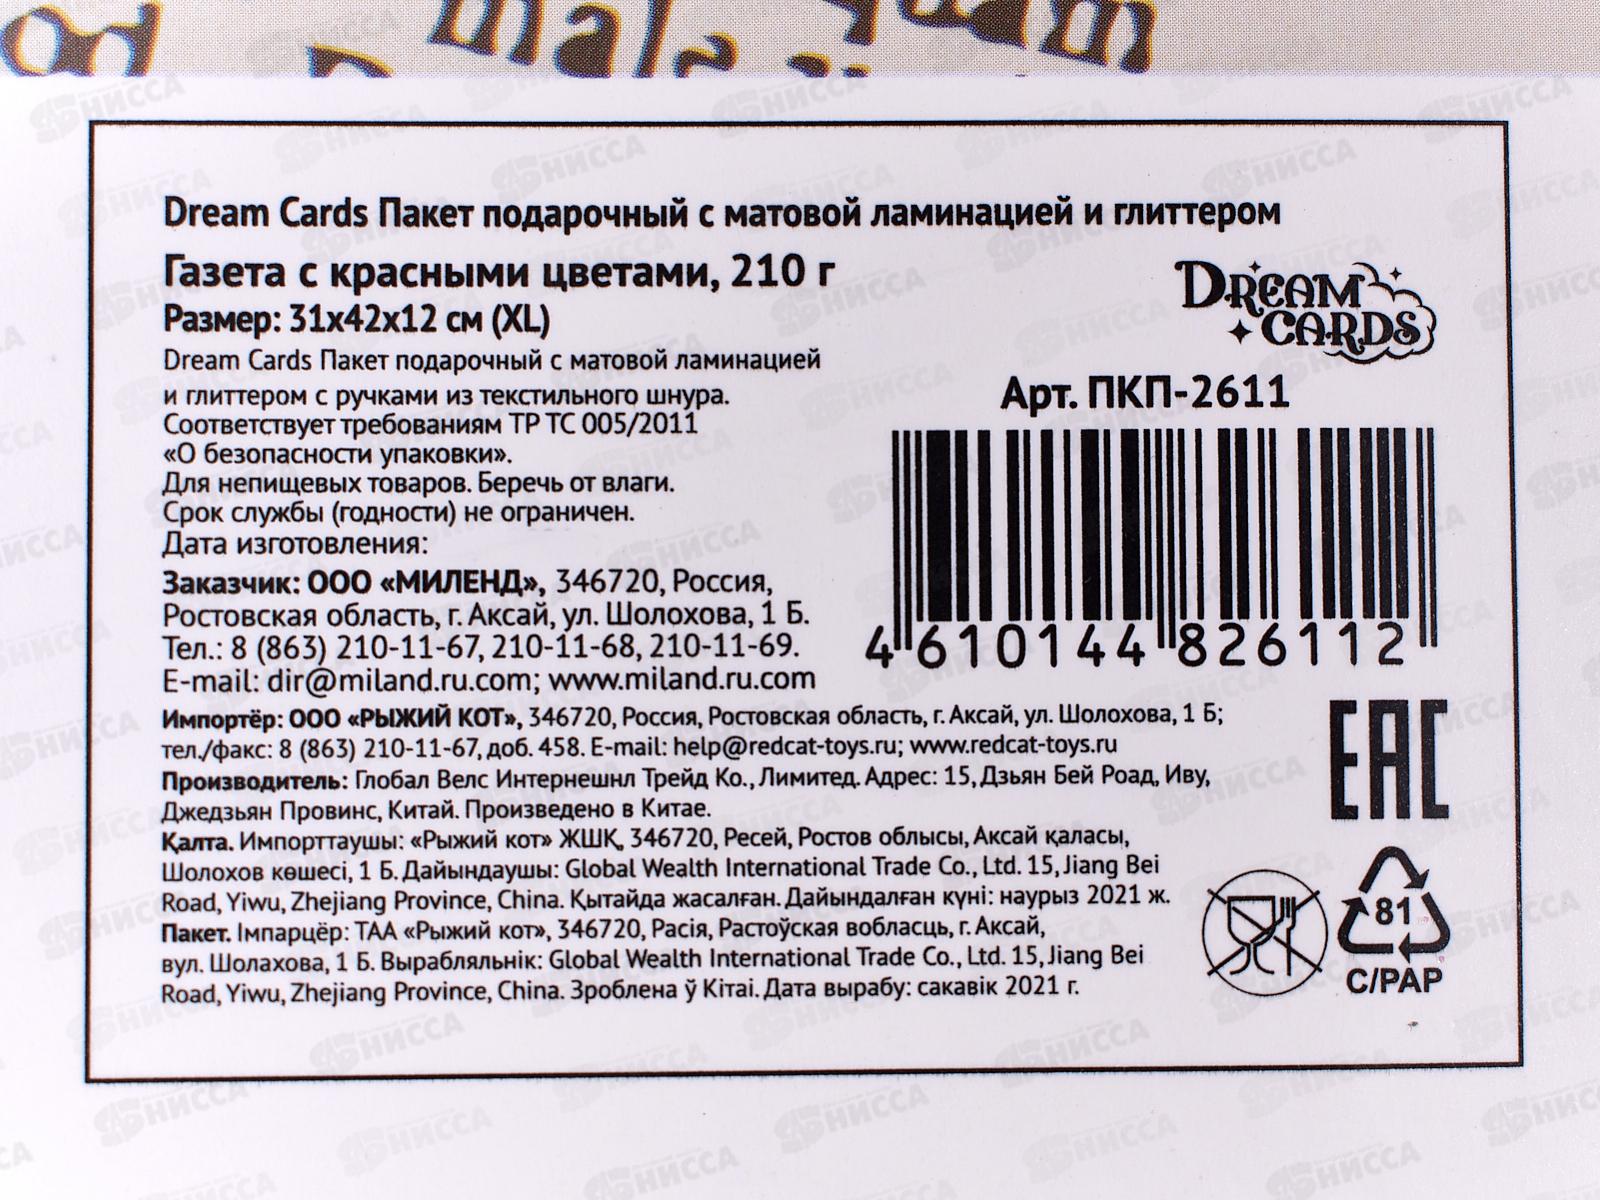 od male quam
Dream Cards Пакет подарочный с матовой ламинацией и глиттером
Газета с красными цветами, 210 г
Размер: 31х42х12 см (XL)
DREAM
CARDS
Dream Cards Пакет подарочный с матовой ламинацией
и глиттером с ручками из текстильного шнура.
Соответствует требованиям ТР ТС 005/2011
«О безопасности упаковки».
Для непищевых товаров. Беречь от влаги.
Срок службы (годности) не ограничен.
Дата изготовления:
Арт. ПКП-2611
4 610144 826112
Заказчик: ООО «МИЛЕНД», 346720, Россия,
Ростовская область, г. Аксай, ул. Шолохова, 1 Б.
Тел.: 8 (863) 210-11-67, 210-11-68, 210-11-69.
E-mail: dir@miland.ru.com; www.miland.ru.com
Импортёр: ООО «РЫЖИЙ КОТ», 346720, Россия, Ростовская область, г. Аксай, ул. Шолохова, 1 Б;
тел./факс: 8 (863) 210-11-67, доб. 458. E-mail: help@redcat-toys.ru; www.redcat-toys.ru
Производитель: Глобал Велс Интернешнл Трейд Ко., Лимитед. Адрес: 15, Дзьян Бей Роад, Иву,
Джедзьян Провинс, Китай. Произведено в Китае.
Қалта. Импорттаушы: «Рыжий кот» ЖШҚ, 346720, Ресей, Ростов облысы, Аксай қаласы,
Шолохов көшесі, 1 Б. Дайындаушы: Global Wealth International Trade Co., Ltd. 15, Jiang Bei
Road, Yiwu, Zhejiang Province, China. Қытайда жасалған. Дайындалған күні: наурыз 2021 ж.
Пакет. Імпарцёр: ТАА «Рыжий кот», 346720, Расія, Растоўская вобласць, г. Аксай,
вул. Шолахова, 1 Б. Вырабляльнік: Global Wealth International Trade Co., Ltd. 15, Jiang Bei
Road, Yiwu, Zhejiang Province, China. Зроблена ў Кітаі. Дата вырабу: сакавік 2021 г.
EAC
81
C/PAP
НИССА